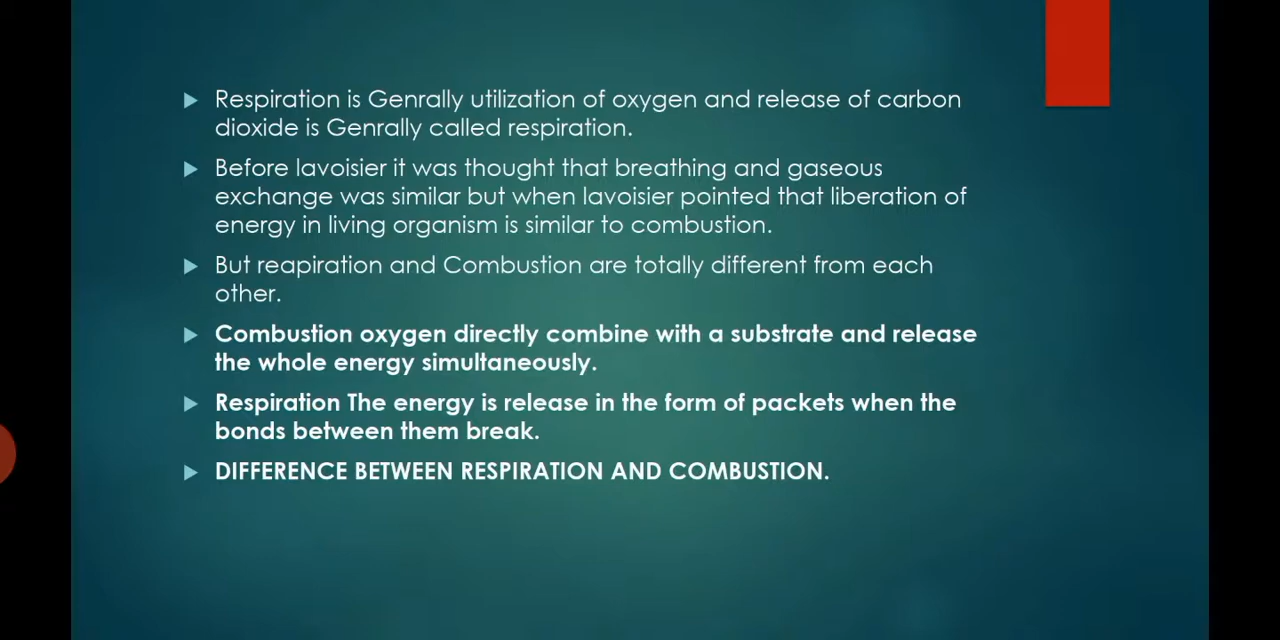 Respiration is Genrally utilization of oxygen and release of carbon
dioxide is Genrally called respiration.
Before lavoisier it was thought that breathing and gaseous
exchange was similar but when lavoisier pointed that liberation of
energy in living organism is similar to combustion.
But reapiration and Combustion are totally different from each
other.
Combustion oxygen directly combine with a substrate and release
the whole energy simultaneously.
Respiration The energy is release in the form of packets when the
bonds between them break.
DIFFERENCE BETWEEN RESPIRATION AND COMBUSTION.